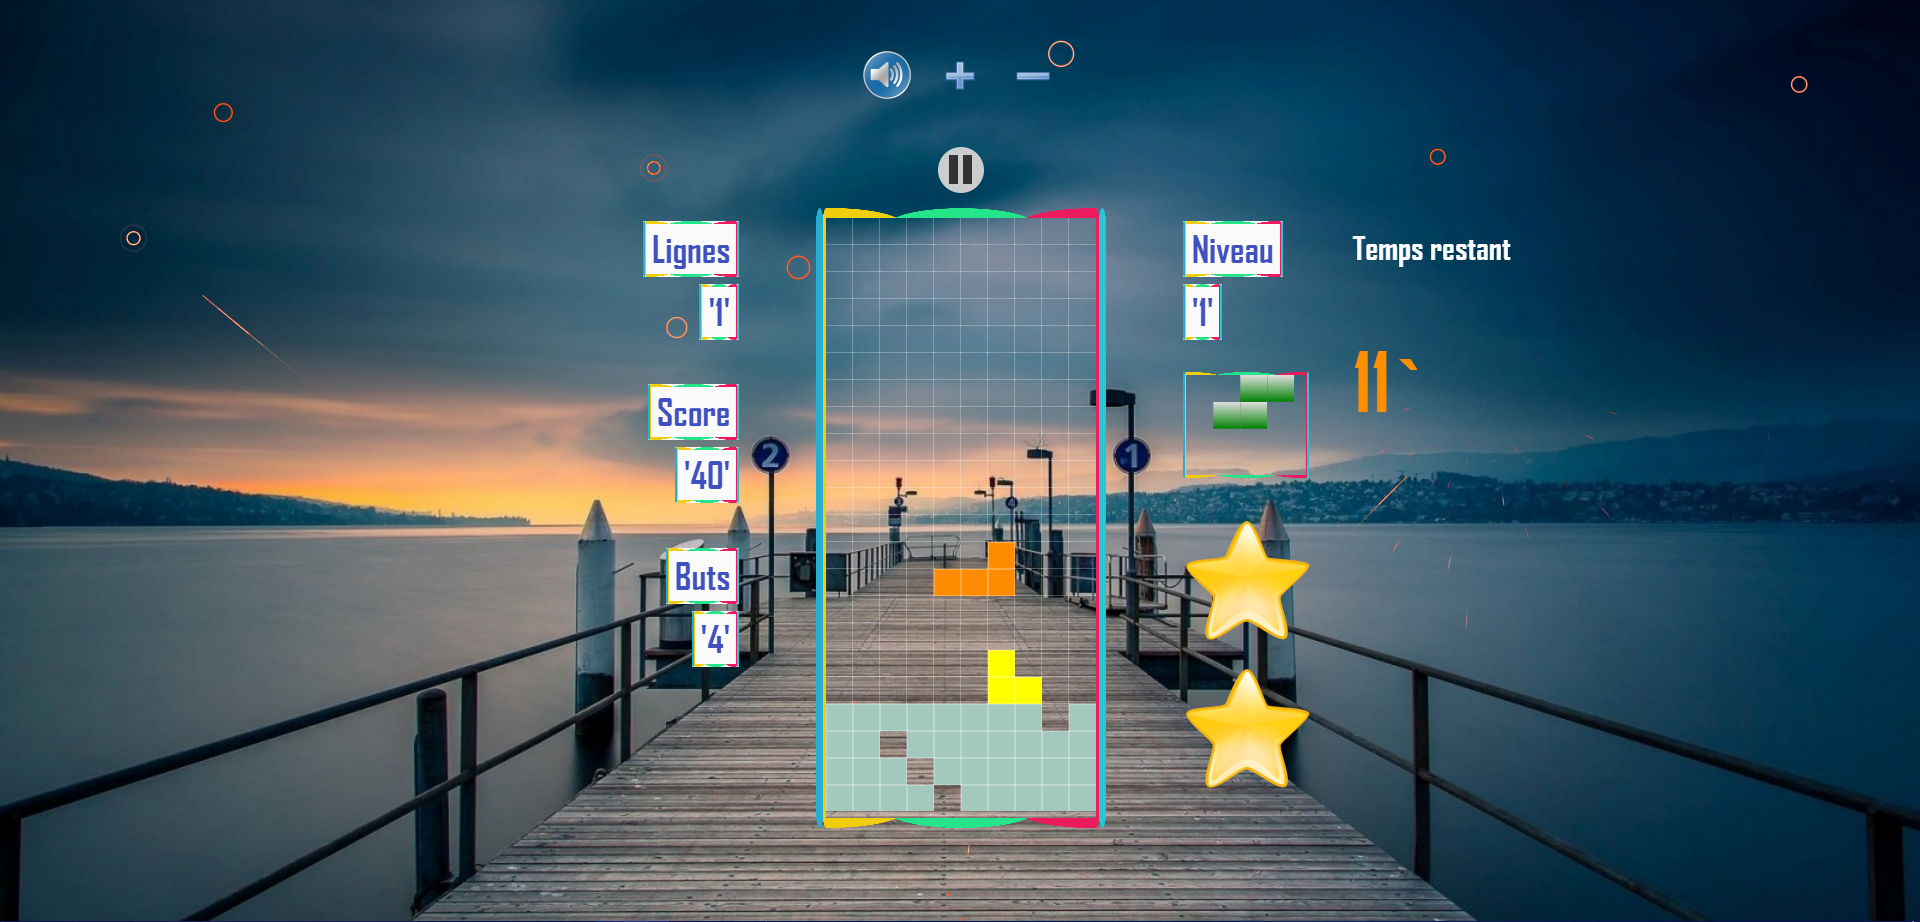 Lignes
'1'
Score
'40'
Buts
'4'
Niveau
'1'
Temps restant
11 `
2
1